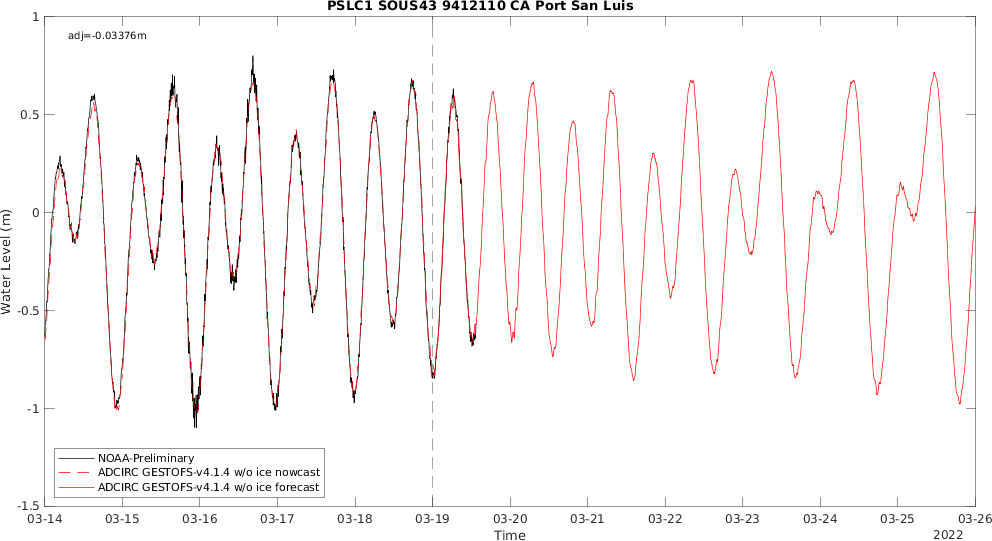 PSLC1 SOUS43 9412110 CA Port San Luis
adj=-0.03376m
1
0.5
0
-0.5
-1
-1.5
Water Level (m)
NOAA-Preliminary
ADCIRC GESTOFS-v4.1.4 w/o ice nowcast
ADCIRC GESTOFS-v4.1.4 w/o ice forecast
03-14 03-15 03-16 03-17 03-18 03-19 03-20 03-21 03-22 03-23 03-24 03-25 03-26
Time
2022